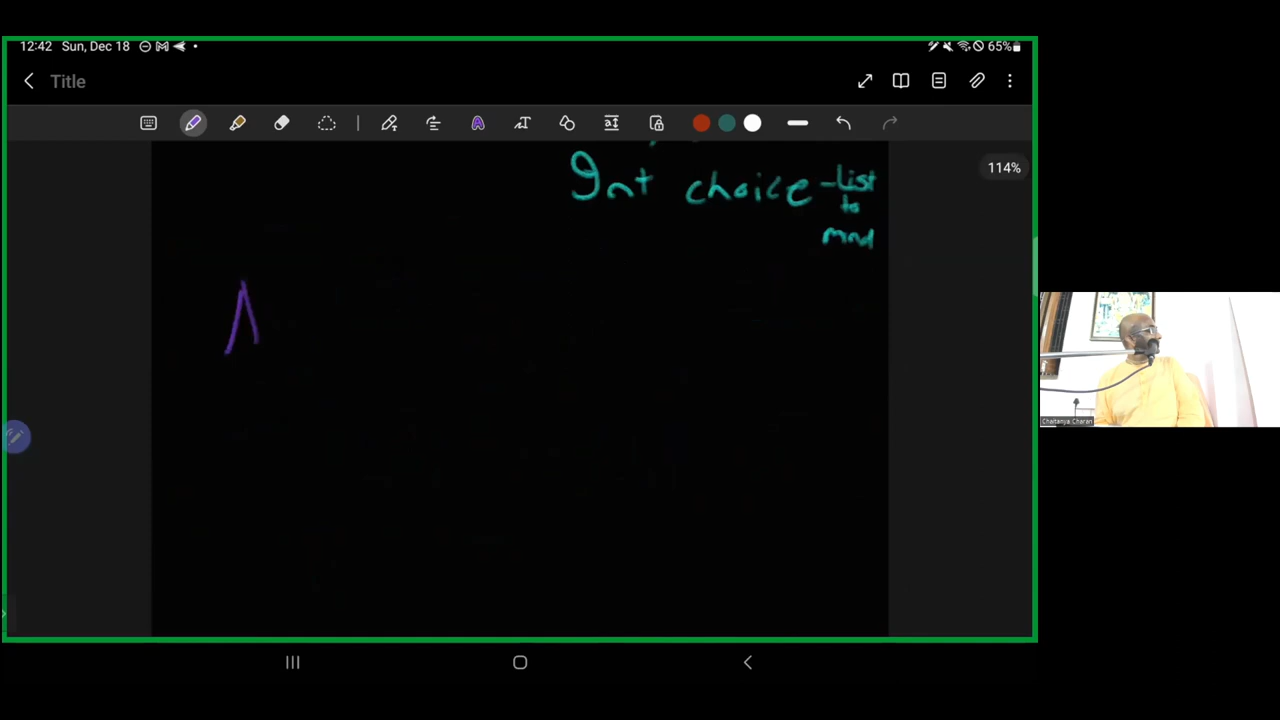 12:42 Sun, Dec 18
65%
Title
114%
Int choice - List
to
mnd
Chaitanya Charan